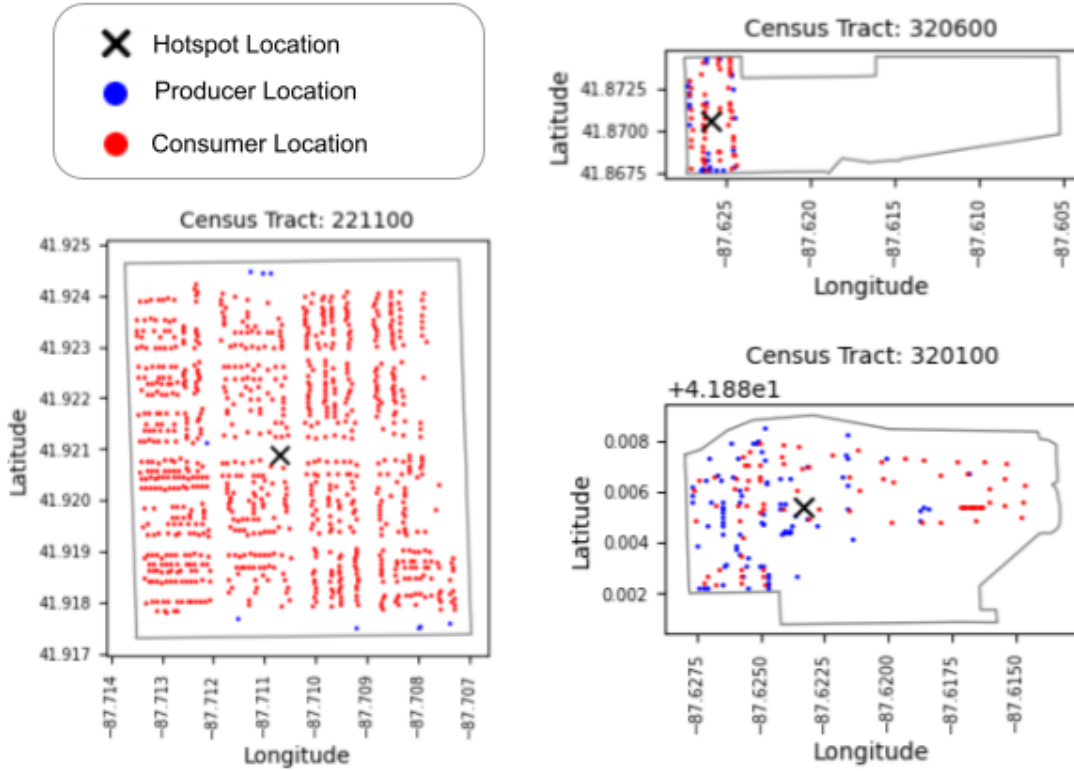 Hotspot Location
Producer Location
Consumer Location
Census Tract: 320600
Latitude
41.8725
41.8700
41.8675
−87.625
−87.620
−87.615
−87.610
−87.605
Longitude
Census Tract: 221100
Latitude
41.925
41.924
41.923
41.922
41.921
41.920
41.919
41.918
41.917
−87.714
−87.713
−87.712
−87.711
−87.710
−87.709
−87.708
−87.707
Longitude
Census Tract: 320100
+4.188e1
Latitude
0.008
0.006
0.004
0.002
−87.6275
−87.6250
−87.6225
−87.6200
−87.6175
−87.6150
Longitude